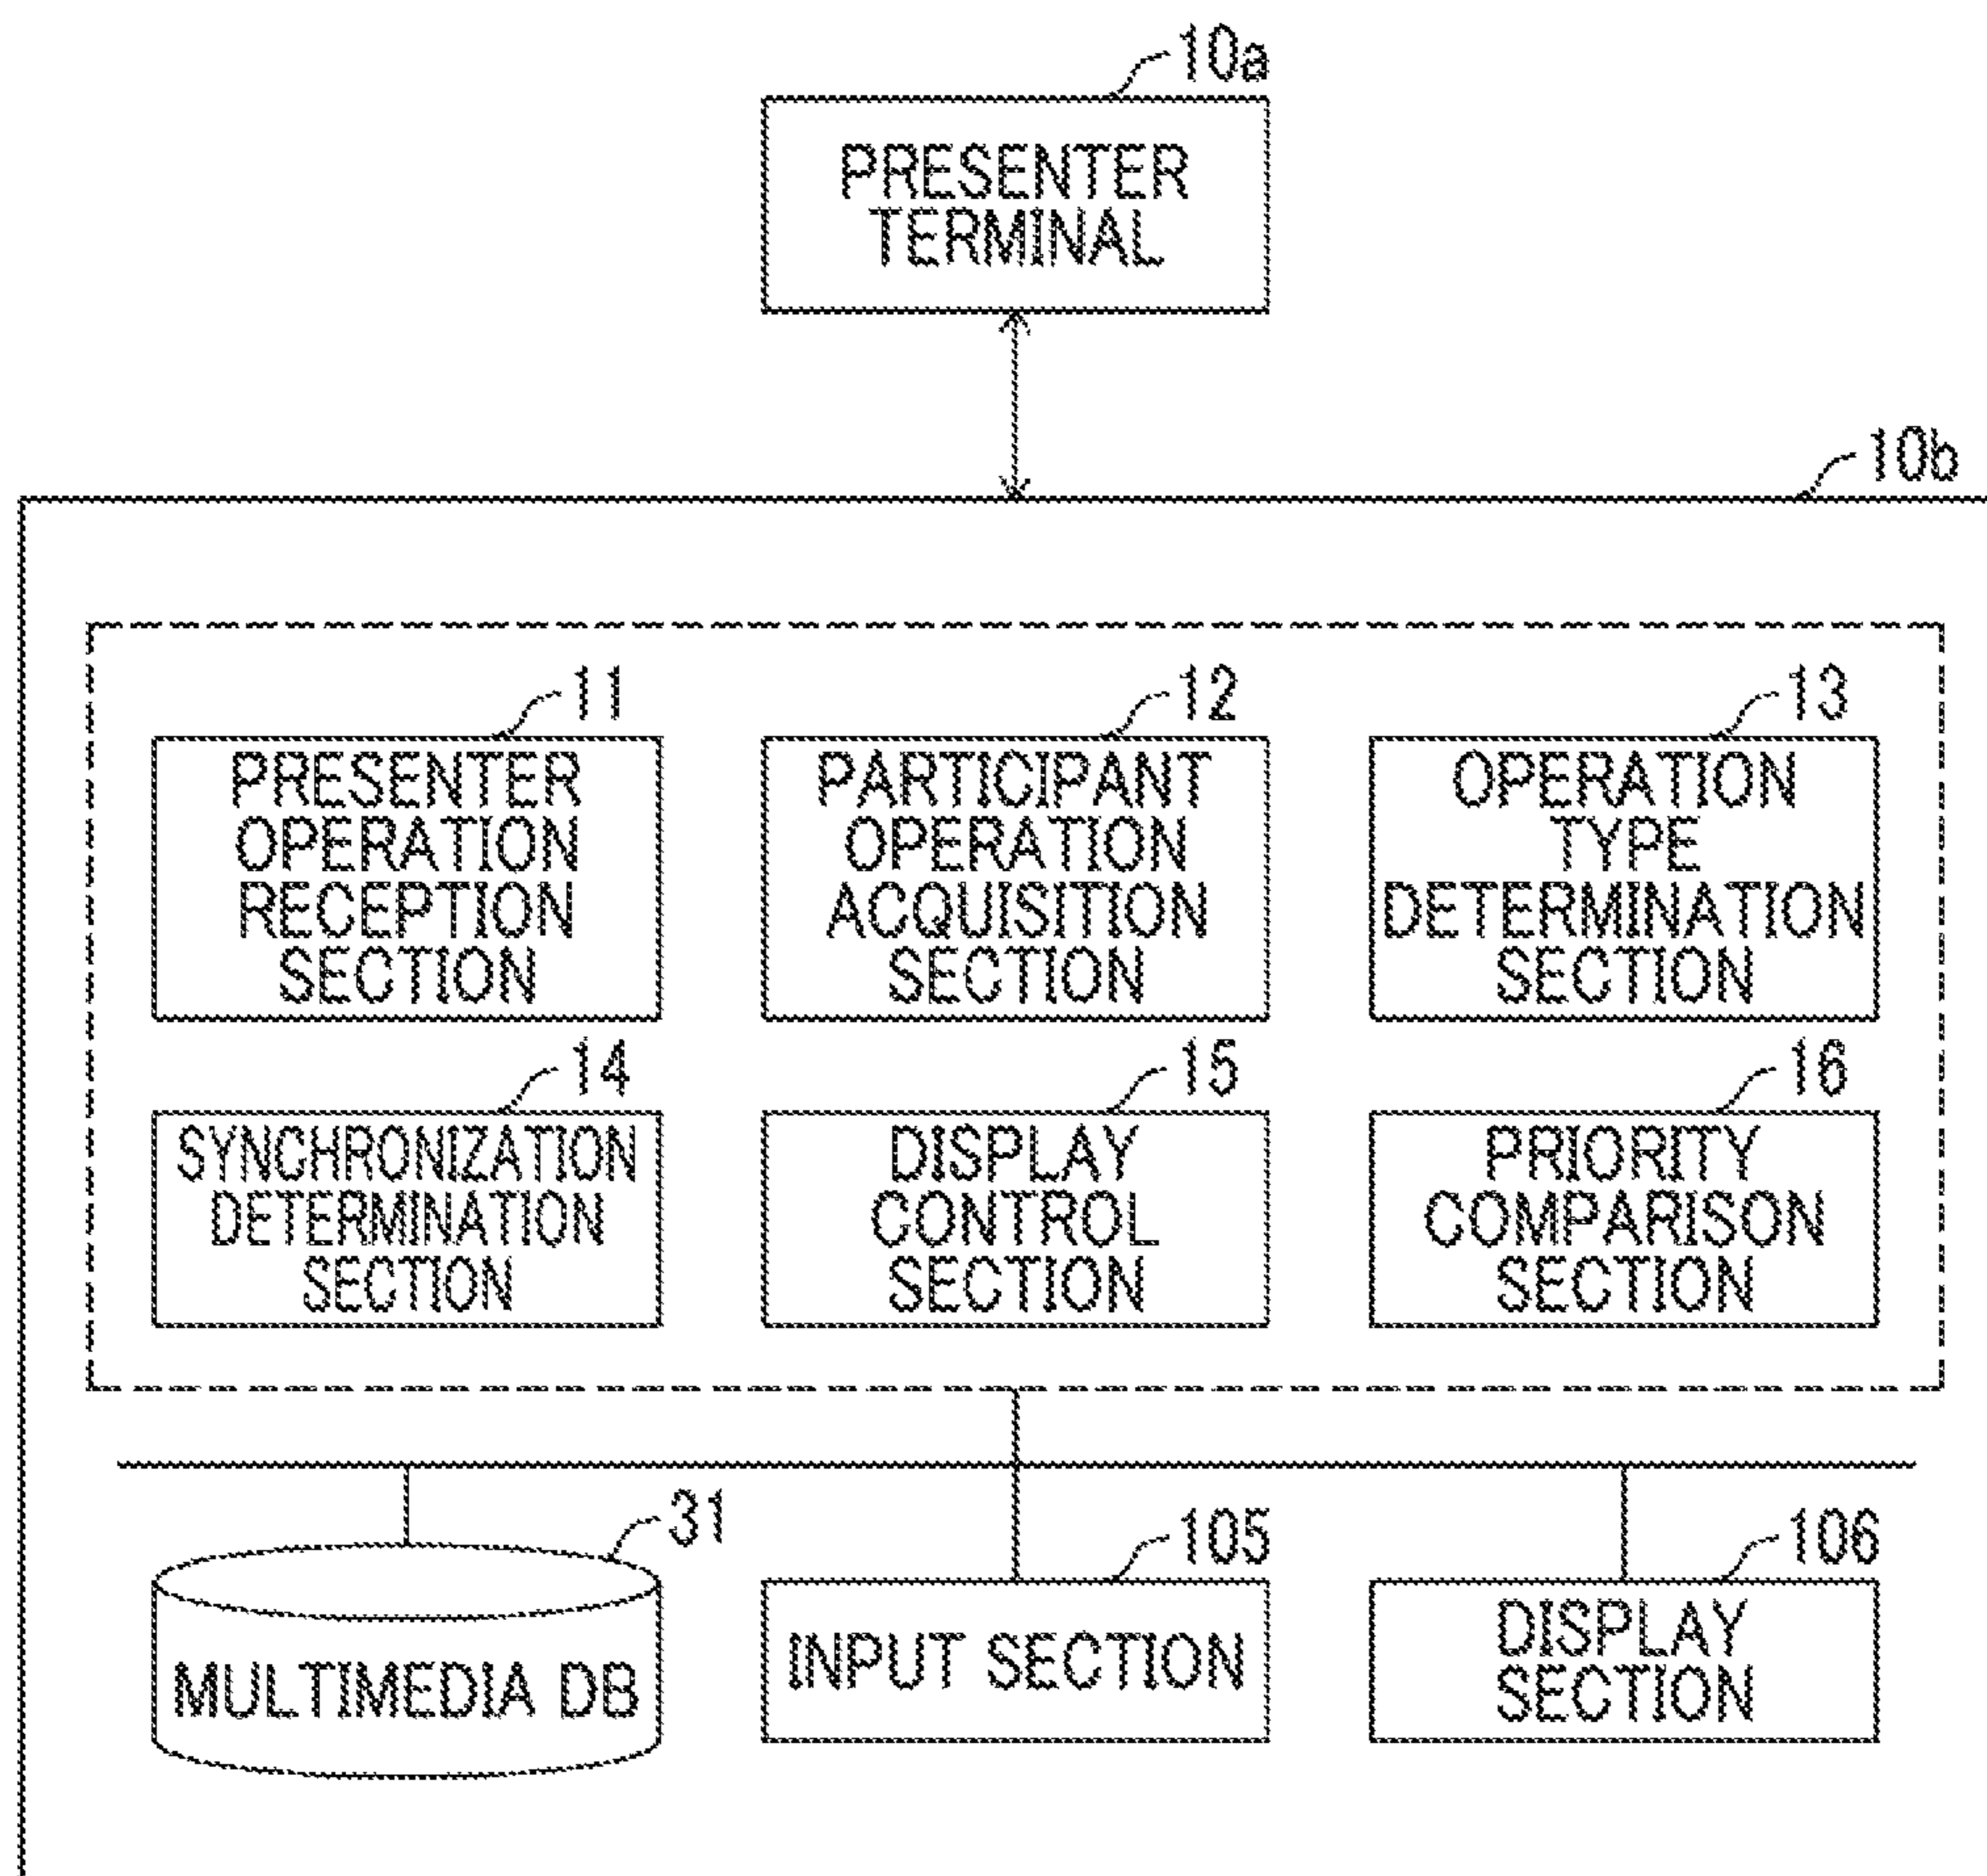 10a
PRESENTER
TERMINAL
10b
11
PRESENTER
OPERATION
RECEPTION
SECTION
12
PARTICIPANT
OPERATION
ACQUISITION
SECTION
13
OPERATION
TYPE
DETERMINATION
SECTION
14
SYNCHRONIZATION
DETERMINATION
SECTION
15
DISPLAY
CONTROL
SECTION
16
PRIORITY
COMPARISON
SECTION
31
MULTIMEDIA DB
105
INPUT SECTION
106
DISPLAY
SECTION